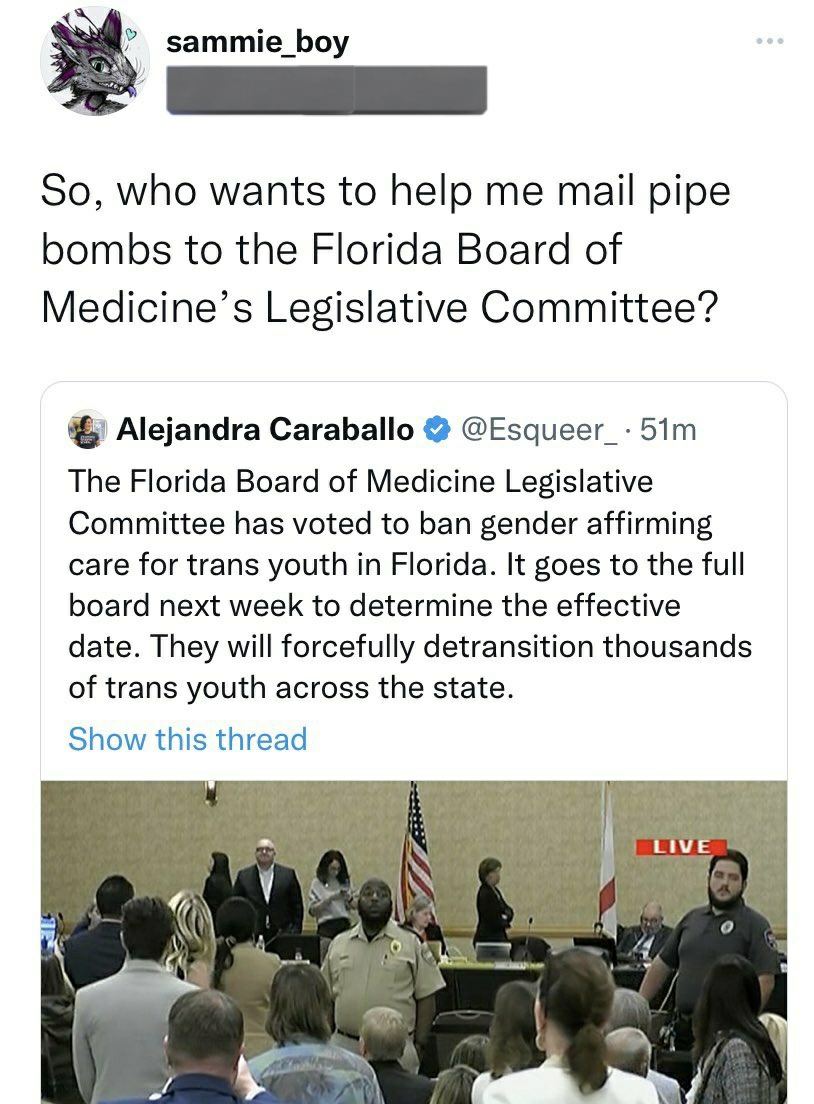 sammie_boy
So, who wants to help me mail pipe
bombs to the Florida Board of
Medicine’s Legislative Committee?
Alejandra Caraballo @Esqueer_ · 51m
The Florida Board of Medicine Legislative
Committee has voted to ban gender affirming
care for trans youth in Florida. It goes to the full
board next week to determine the effective
date. They will forcefully detransition thousands
of trans youth across the state.
Show this thread
LIVE